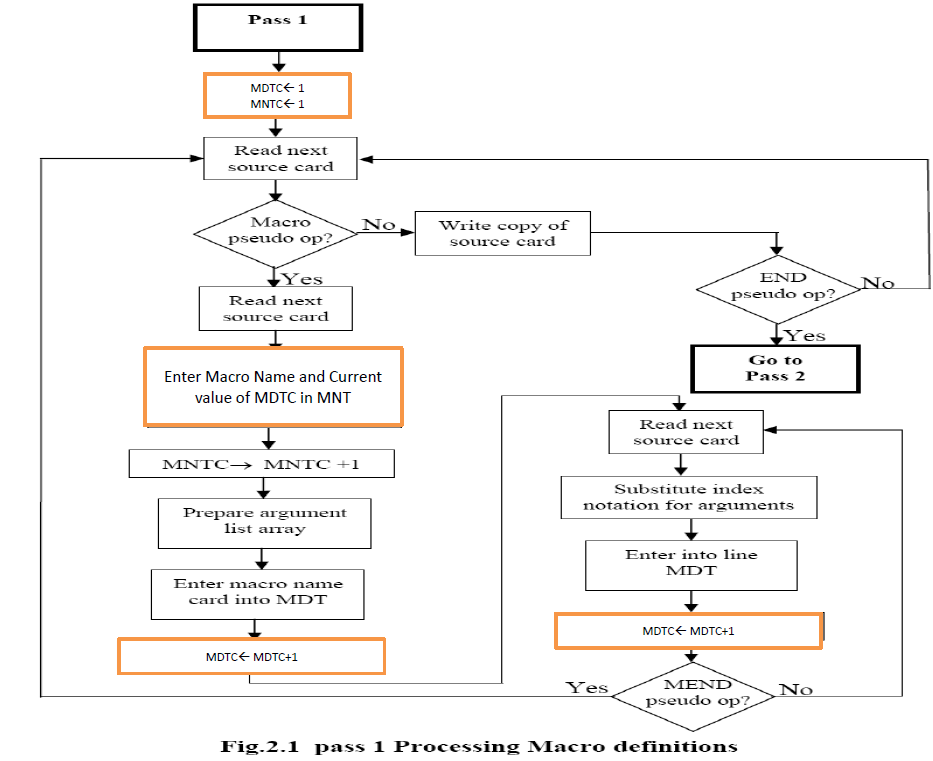 Pass 1
MDTC← 1
MNTC← 1
Read next
source card
Macro
pseudo op?
No
Write copy of
source card
END
pseudo op?
No
Yes
Read next
source card
Yes
Go to
Pass 2
Enter Macro Name and Current
value of MDTC in MNT
Read next
source card
MNTC→ MNTC +1
Substitute index
notation for arguments
Prepare argument
list array
Enter into line
MDT
Enter macro name
card into MDT
MDTC← MDTC+1
MDTC← MDTC+1
Yes
MEND
pseudo op?
No
Fig.2.1 pass 1 Processing Macro definitions